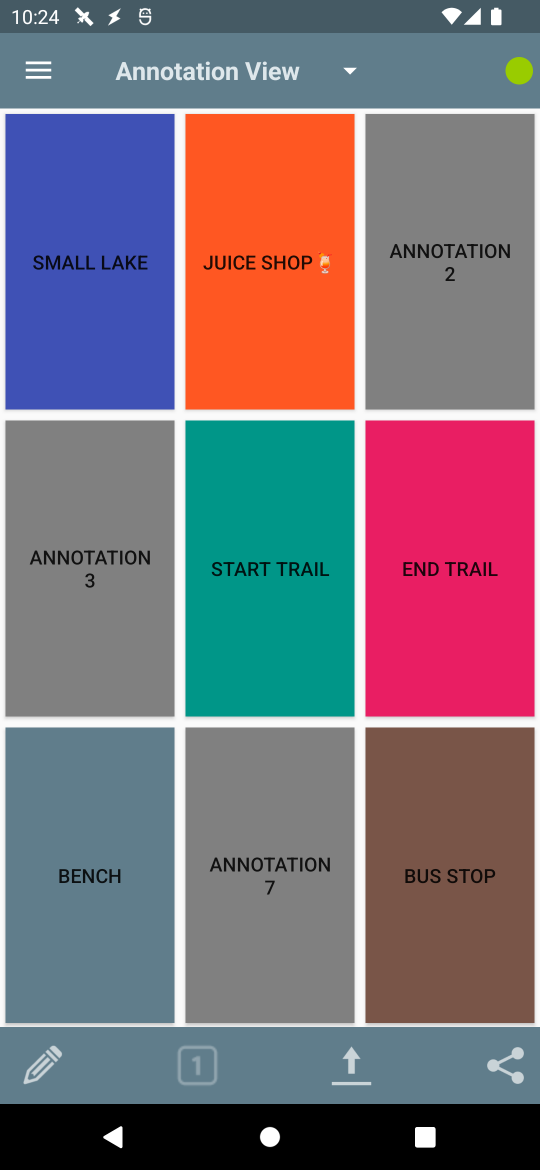 10:24
Annotation View
SMALL LAKE
JUICE SHOP🍹
ANNOTATION
2
ANNOTATION
3
START TRAIL
END TRAIL
BENCH
ANNOTATION
7
BUS STOP
1